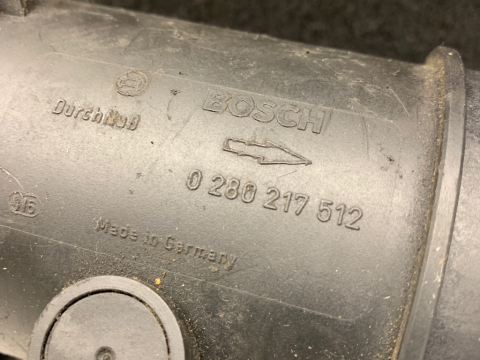 BOSCH
Durchfluß
0 280 217 512
Made in Germany